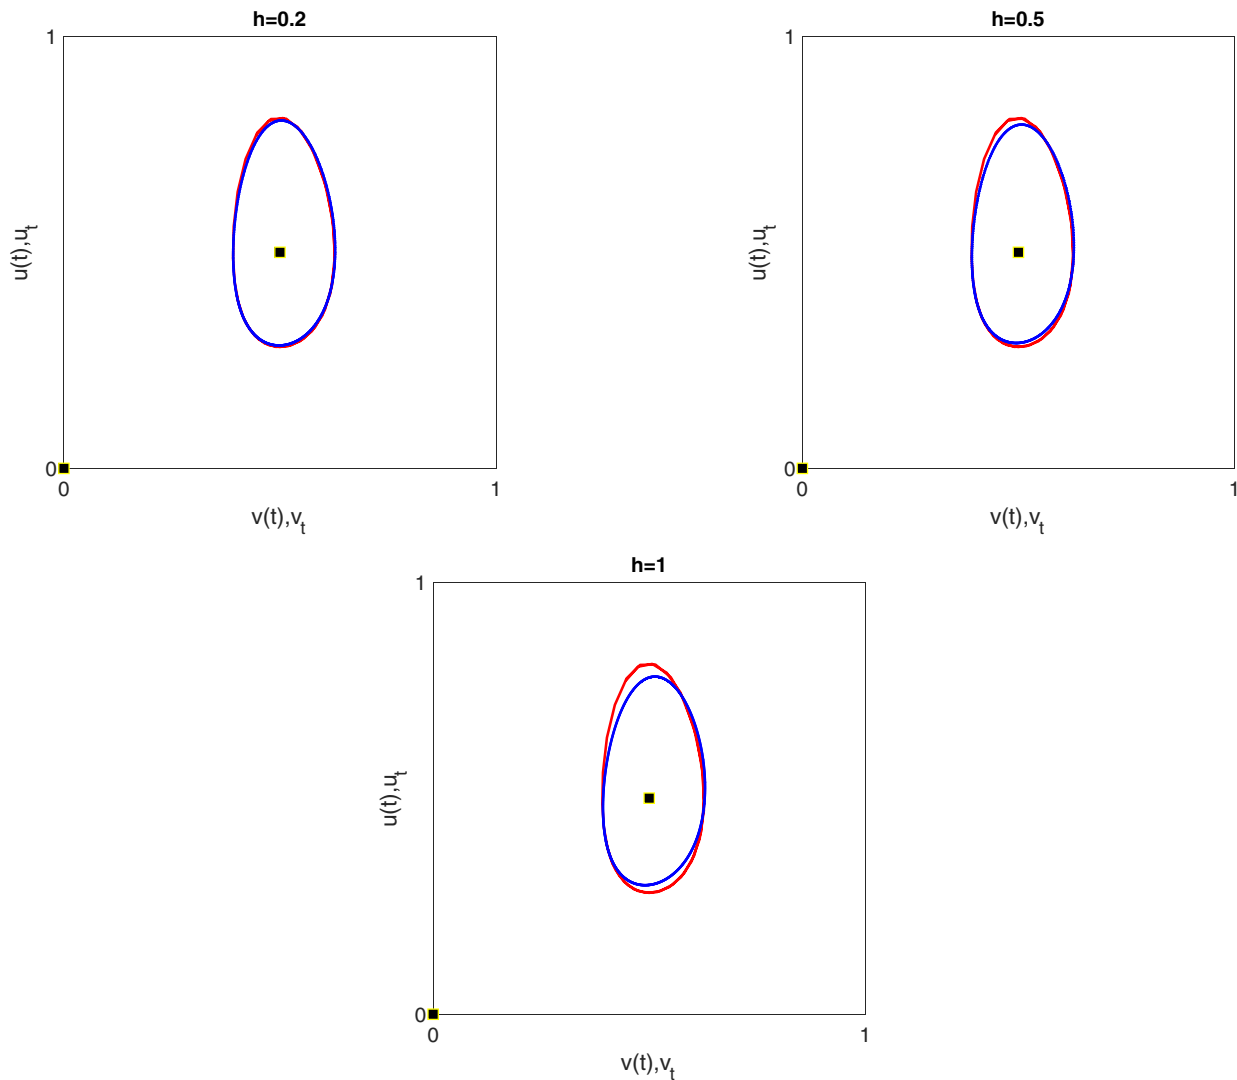 h=0.2
1
u(t),u_t
0
0
1
v(t),v_t
h=0.5
1
u(t),u_t
0
0
1
v(t),v_t
h=1
1
u(t),u_t
0
0
1
v(t),v_t